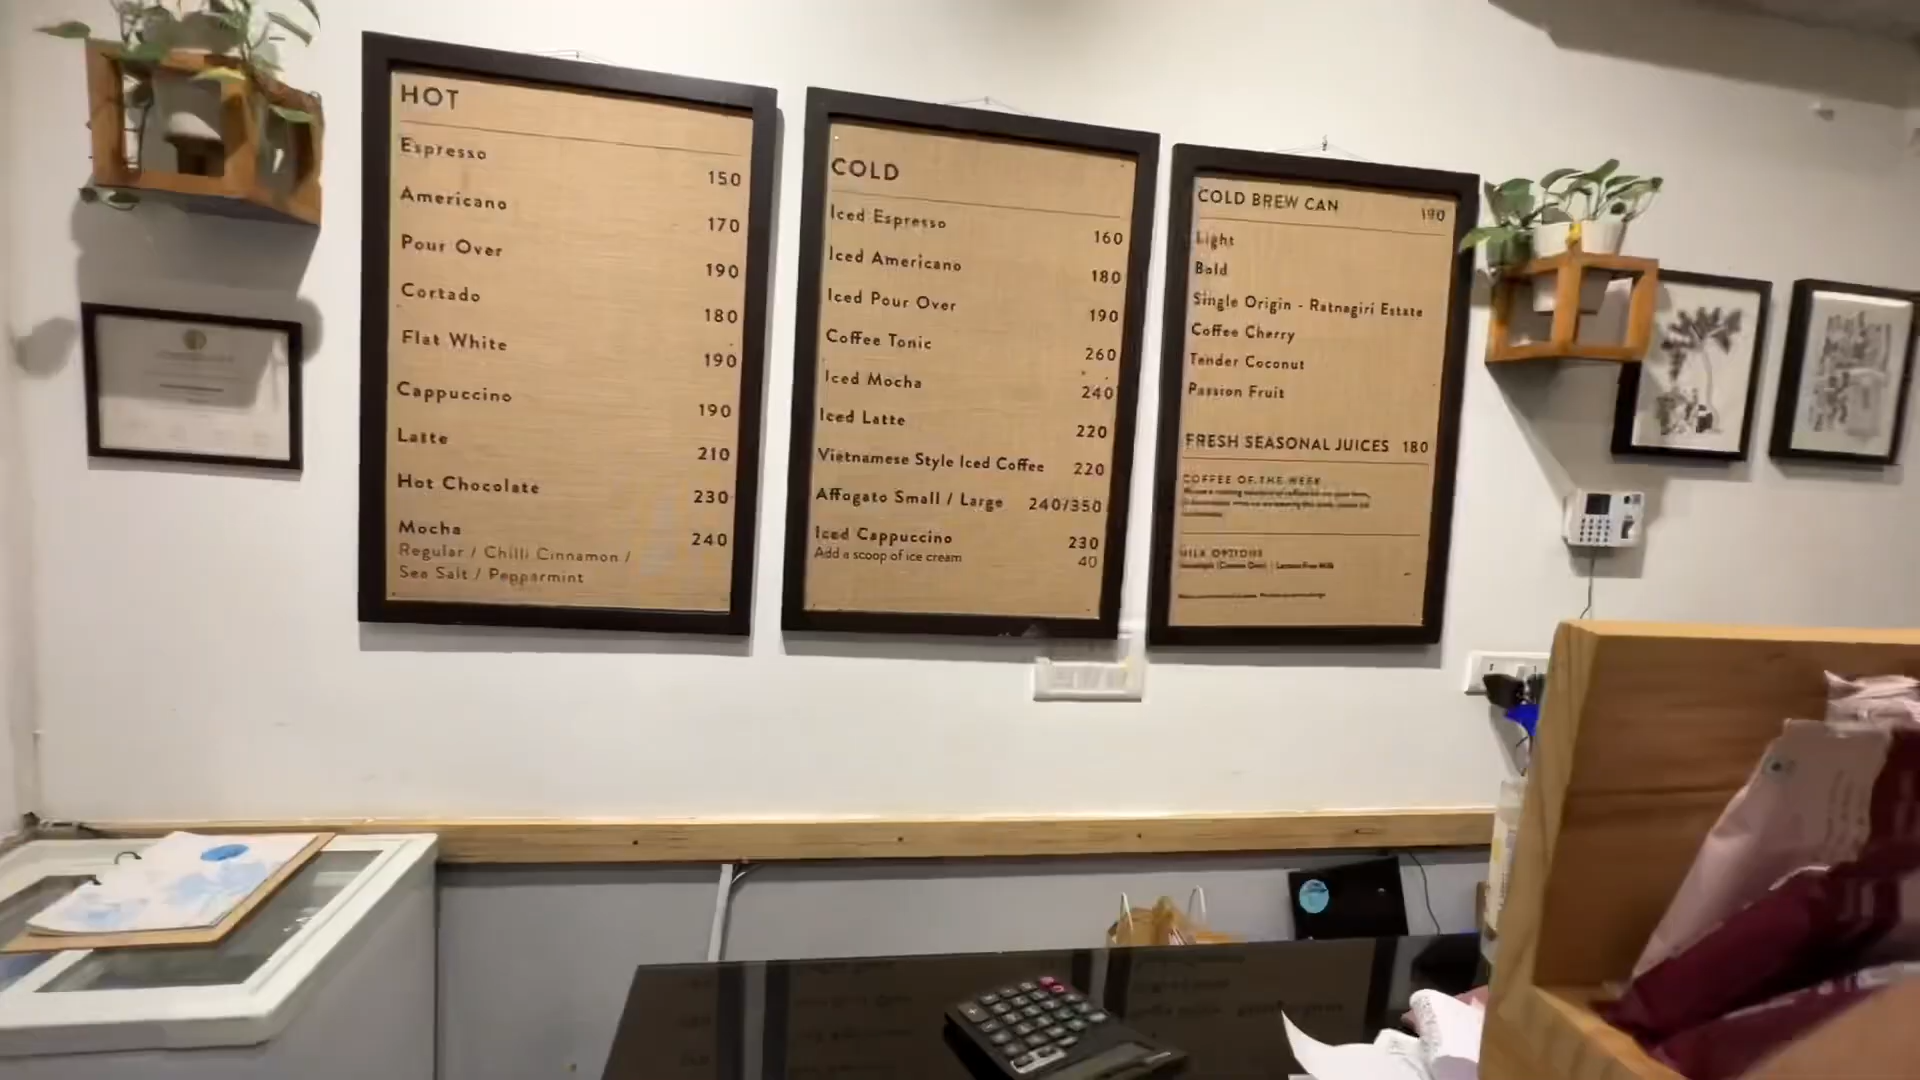 HOT
Espresso 150
Americano 170
Pour Over 190
Cortado 180
Flat White 190
Cappuccino 190
Latte 210
Hot Chocolate 230
Mocha 240
Regular / Chilli Cinnamon /
Sea Salt / Peppermint
COLD
Iced Espresso 160
Iced Americano 180
Iced Pour Over 190
Coffee Tonic 260
Iced Mocha 240
Iced Latte 220
Vietnamese Style Iced Coffee 220
Affogato Small / Large 240/350
Iced Cappuccino 230
Add a scoop of ice cream 40
COLD BREW CAN 190
Light
Bold
Single Origin - Ratnagiri Estate
Coffee Cherry
Tender Coconut
Passion Fruit
FRESH SEASONAL JUICES 180
COFFEE OF THE WEEK
MILK OPTIONS